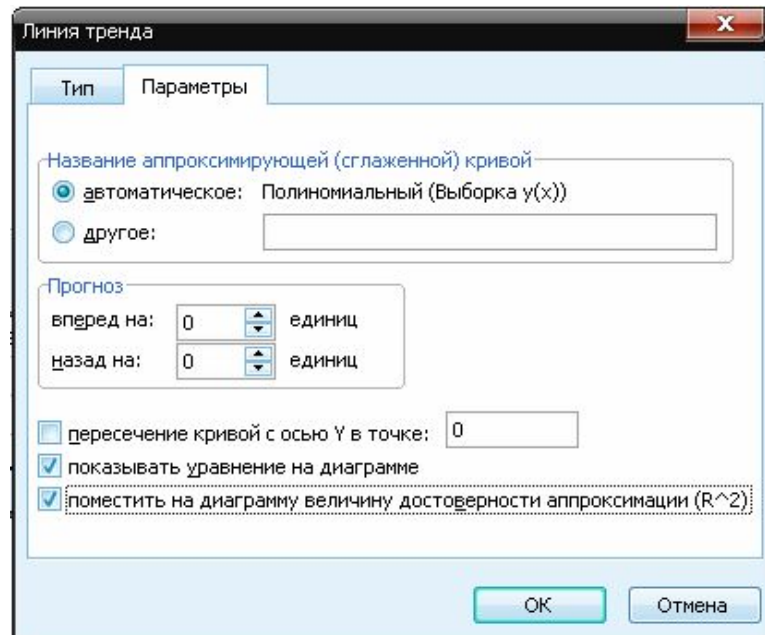 Линия тренда
Тип Параметры
Название аппроксимирующей (сглаженной) кривой
автоматическое: Полиномиальный (Выборка y(x))
другое:
Прогноз
вперед на: 0 единиц
назад на: 0 единиц
пересечение кривой с осью Y в точке: 0
показывать уравнение на диаграмме
поместить на диаграмму величину достоверности аппроксимации (R^2)
ОК Отмена